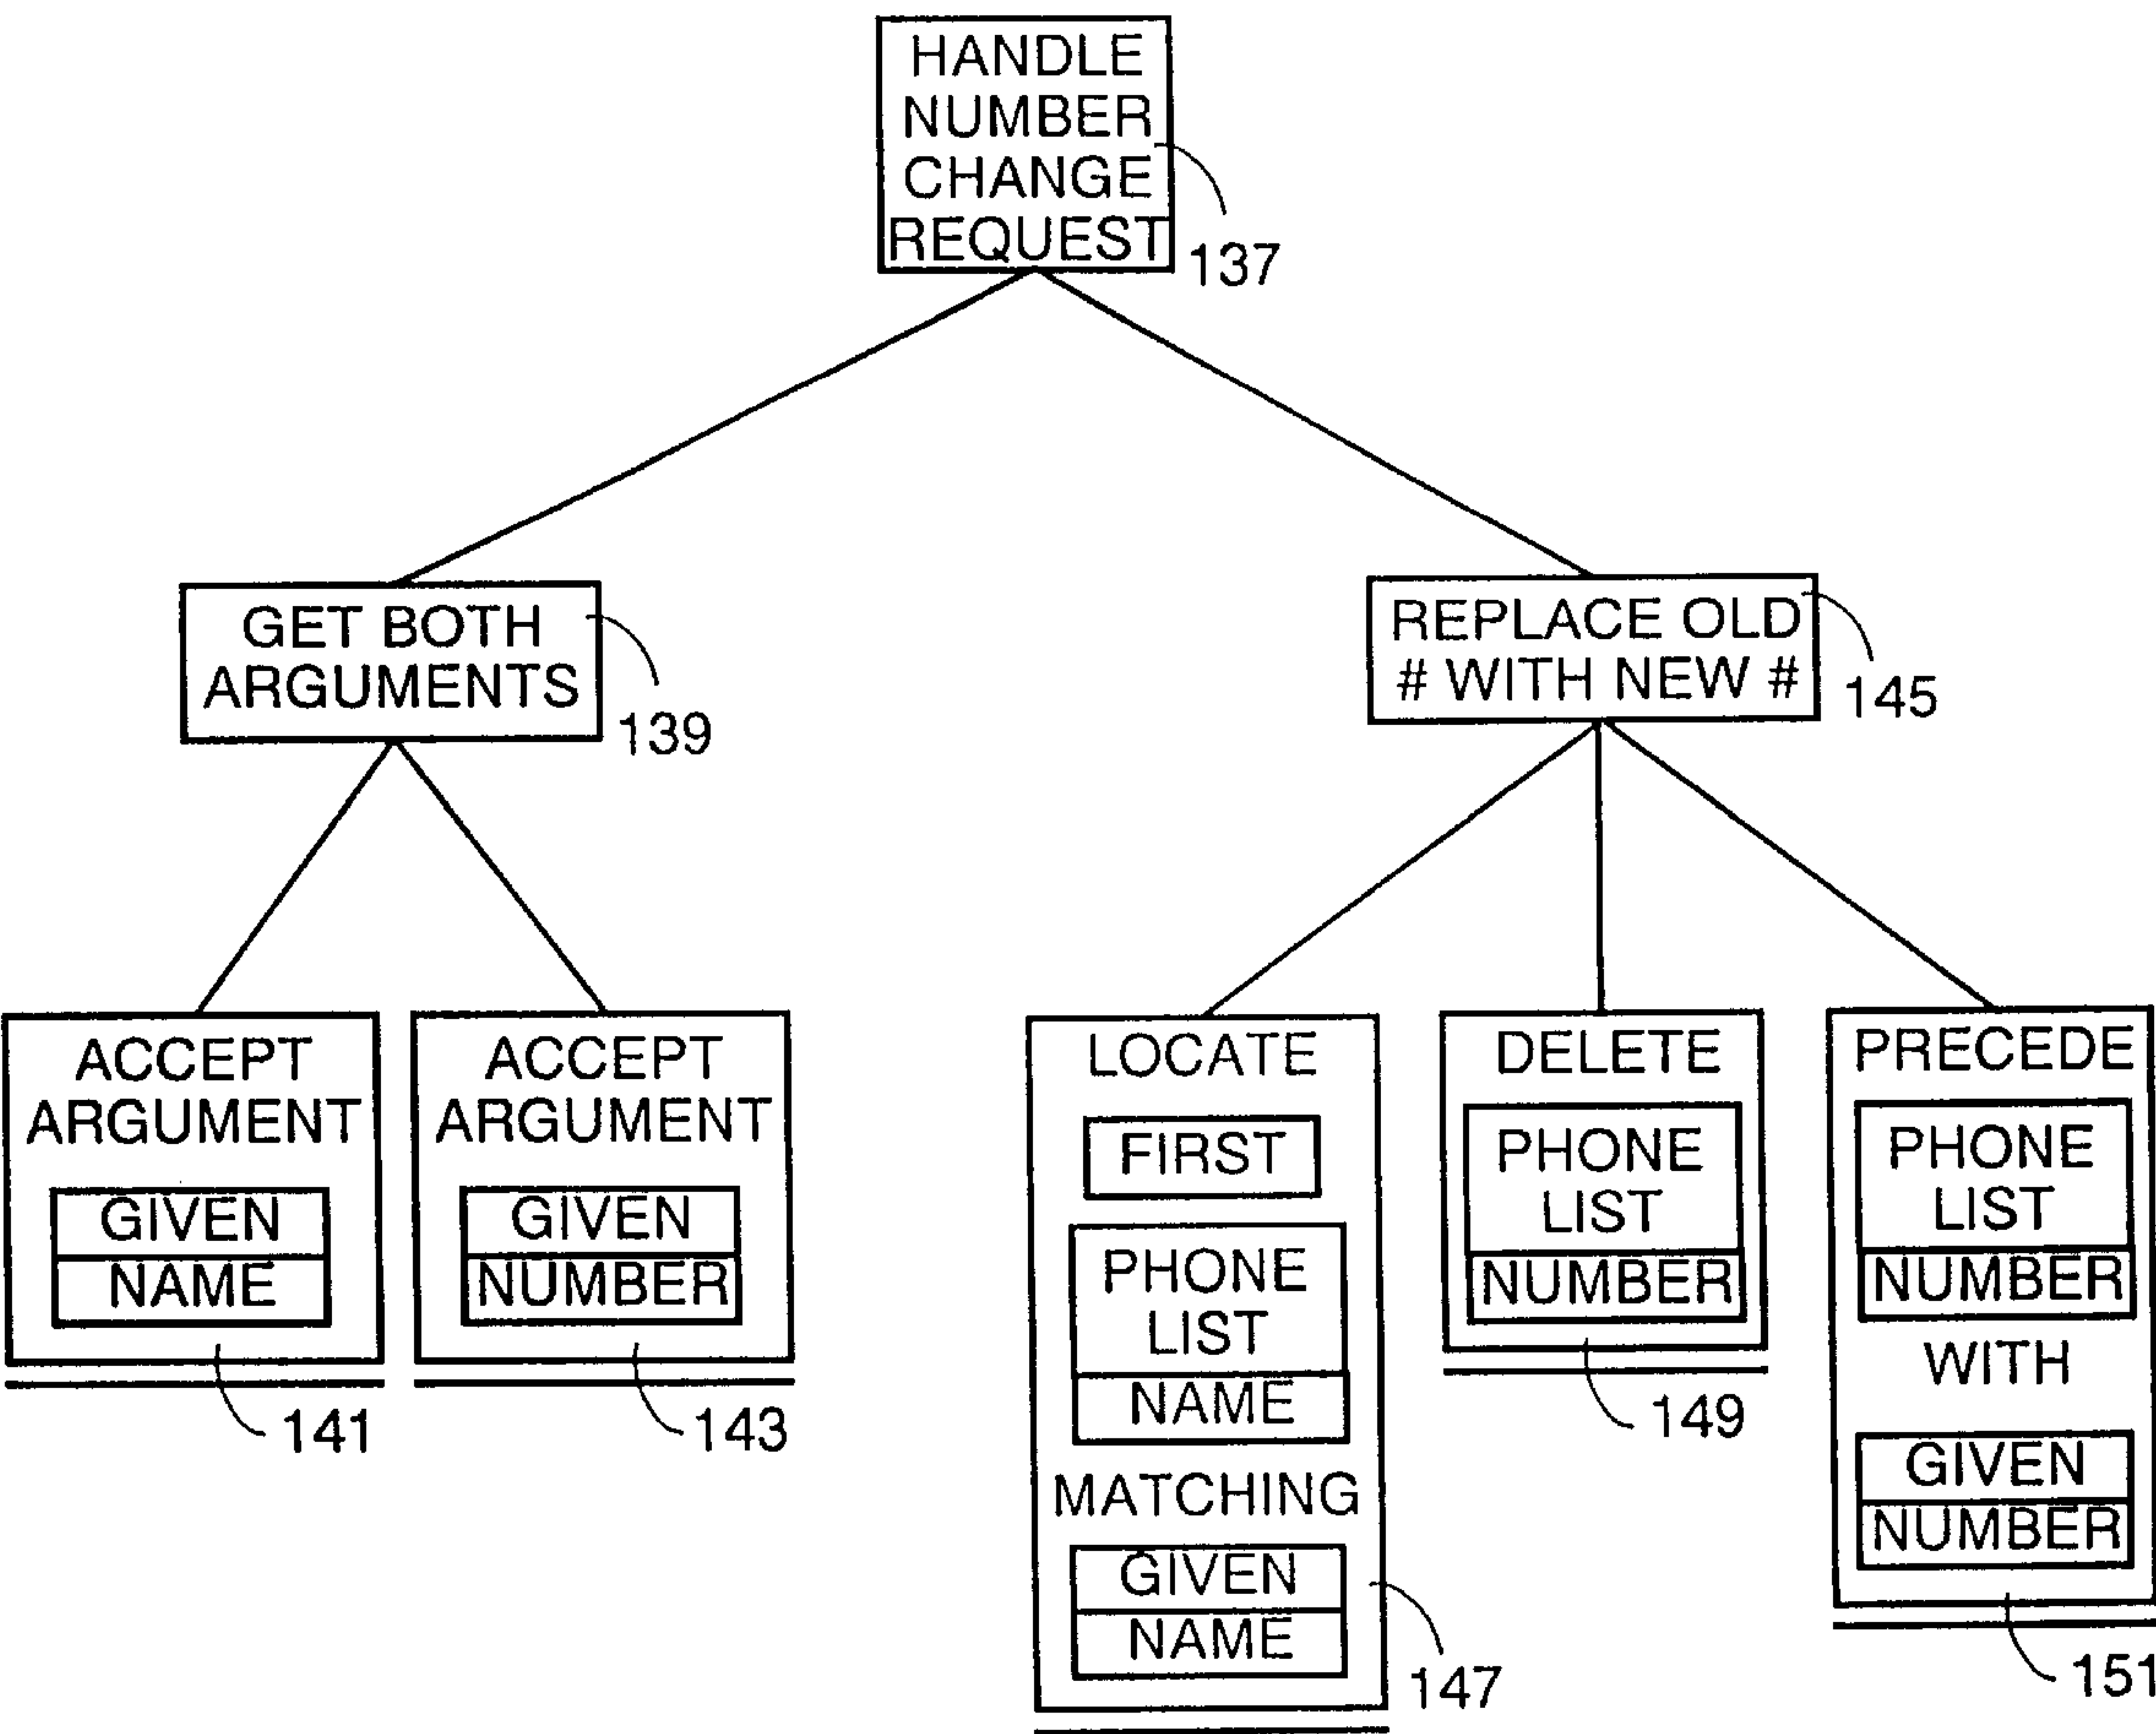 HANDLE
NUMBER
CHANGE
REQUEST
137
GET BOTH
ARGUMENTS
139
REPLACE OLD
# WITH NEW #
145
ACCEPT
ARGUMENT
GIVEN
NAME
141
ACCEPT
ARGUMENT
GIVEN
NUMBER
143
LOCATE
FIRST
PHONE
LIST
NAME
MATCHING
GIVEN
NAME
147
DELETE
PHONE
LIST
NUMBER
149
PRECEDE
PHONE
LIST
NUMBER
WITH
GIVEN
NUMBER
151